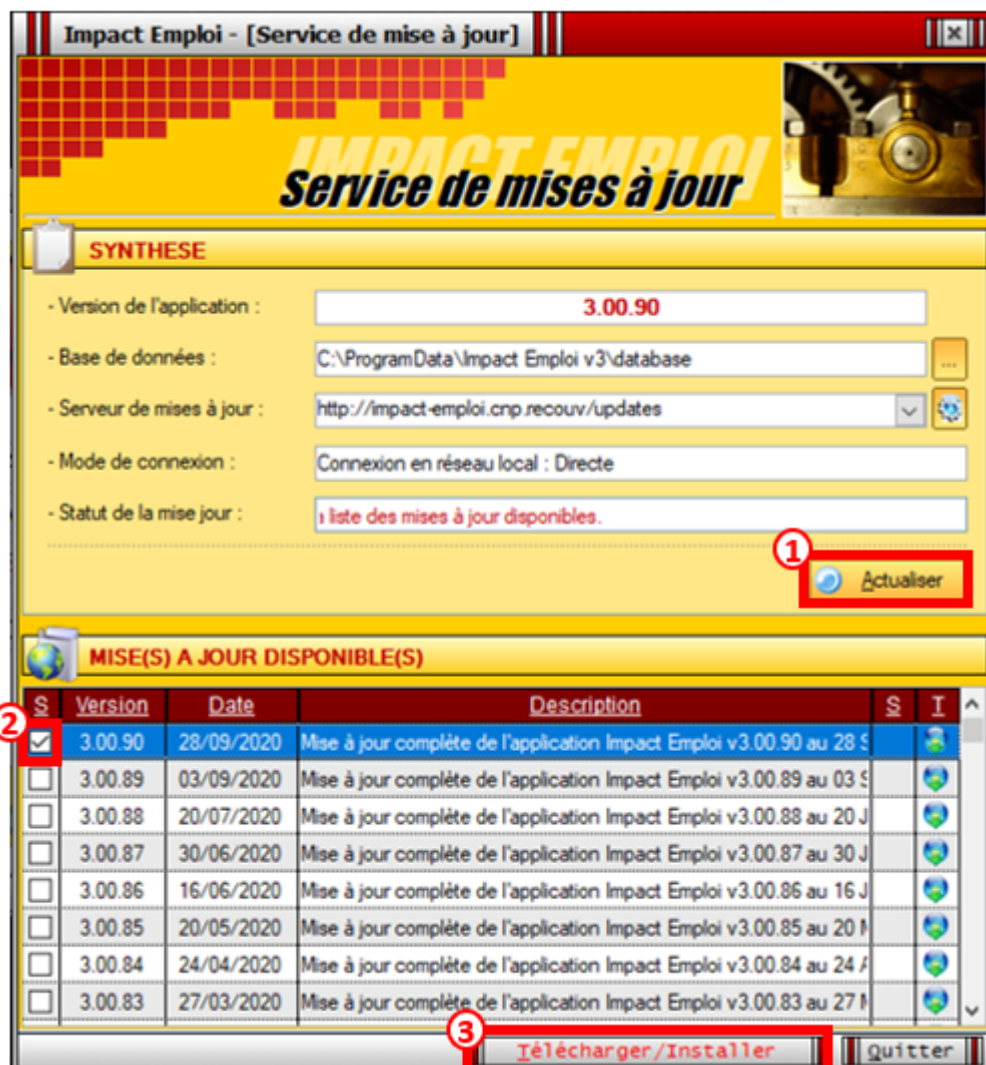 Impact Emploi - [Service de mise à jour]
IMPACT EMPLOI
Service de mises à jour
SYNTHESE
- Version de l'application : 3.00.90
- Base de données : C:\ProgramData\Impact Emploi v3\database ...
- Serveur de mises à jour : http://impact-emploi.cnp.recouv/updates
- Mode de connexion : Connexion en réseau local : Directe
- Statut de la mise jour : liste des mises à jour disponibles.
1
Actualiser
MISE(S) A JOUR DISPONIBLE(S)
S Version Date Description S T
2
3.00.90 28/09/2020 Mise à jour complète de l'application Impact Emploi v3.00.90 au 28 S
3.00.89 03/09/2020 Mise à jour complète de l'application Impact Emploi v3.00.89 au 03 S
3.00.88 20/07/2020 Mise à jour complète de l'application Impact Emploi v3.00.88 au 20 J
3.00.87 30/06/2020 Mise à jour complète de l'application Impact Emploi v3.00.87 au 30 J
3.00.86 16/06/2020 Mise à jour complète de l'application Impact Emploi v3.00.86 au 16 J
3.00.85 20/05/2020 Mise à jour complète de l'application Impact Emploi v3.00.85 au 20
3.00.84 24/04/2020 Mise à jour complète de l'application Impact Emploi v3.00.84 au 24
3.00.83 27/03/2020 Mise à jour complète de l'application Impact Emploi v3.00.83 au 27
3
Télécharger/Installer Quitter